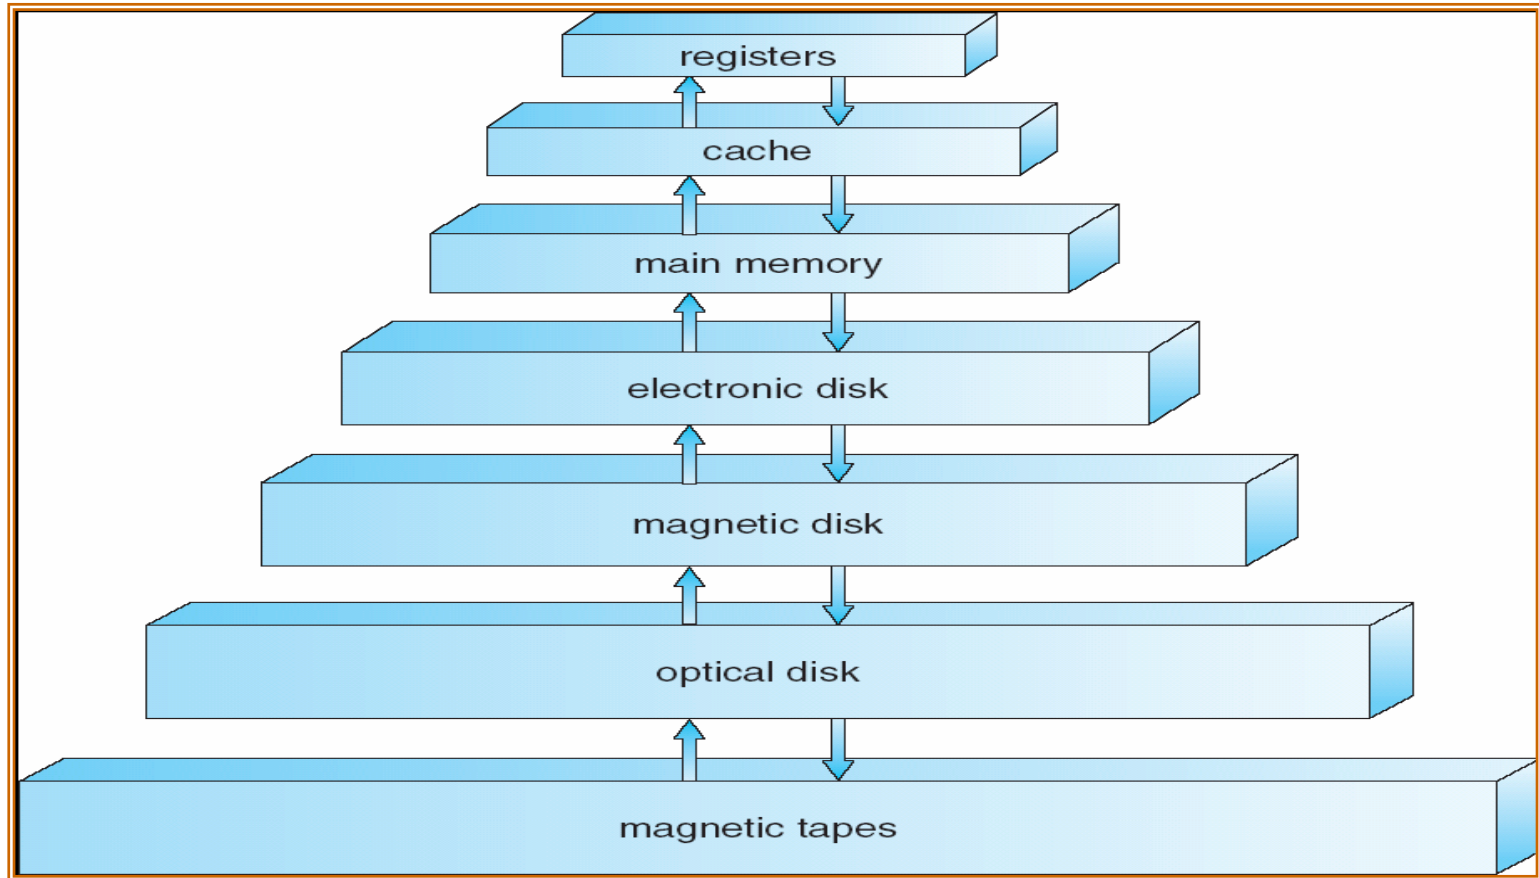 registers
cache
main memory
electronic disk
magnetic disk
optical disk
magnetic tapes